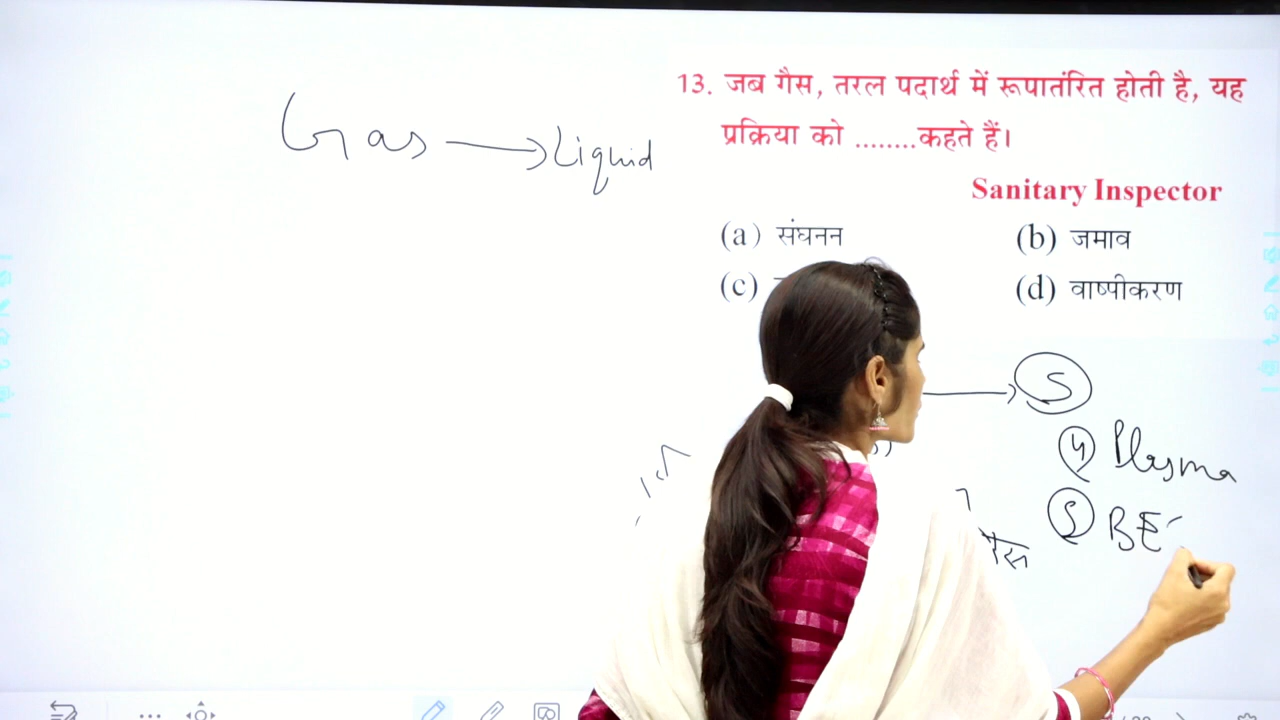 13. जब गैस, तरल पदार्थ में रूपातंरित होती है, यह
प्रक्रिया को ........कहते हैं।
Sanitary Inspector
(a) संघनन (b) जमाव
(c) (d) वाष्पीकरण
Gas → Liquid
→ S
4 Plasma
5 BE
गैस